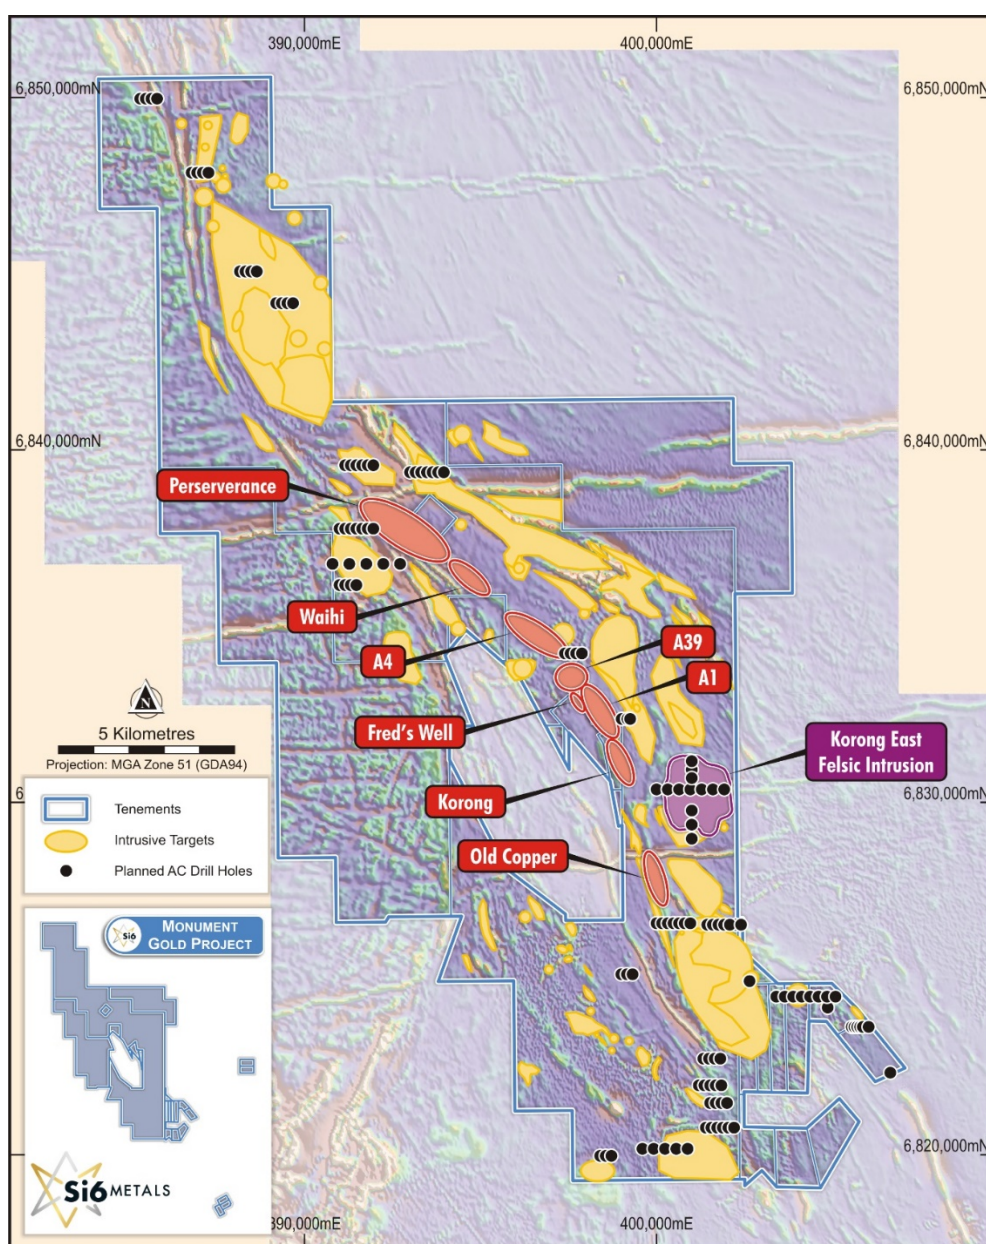 390,000mE
400,000mE
6,850,000mN
6,850,000mN
6,840,000mN
6,840,000mN
Perserverance
Waihi
A4
A39
A1
Fred's Well
Korong East
Felsic Intrusion
Korong
Old Copper
N
5 Kilometres
Projection: MGA Zone 51 (GDA94)
6,
6,830,000mN
Tenements
Intrusive Targets
Planned AC Drill Holes
Si6
MONUMENT
GOLD PROJECT
Si6 METALS
6,820,000mN
390,000mE
400,000mE